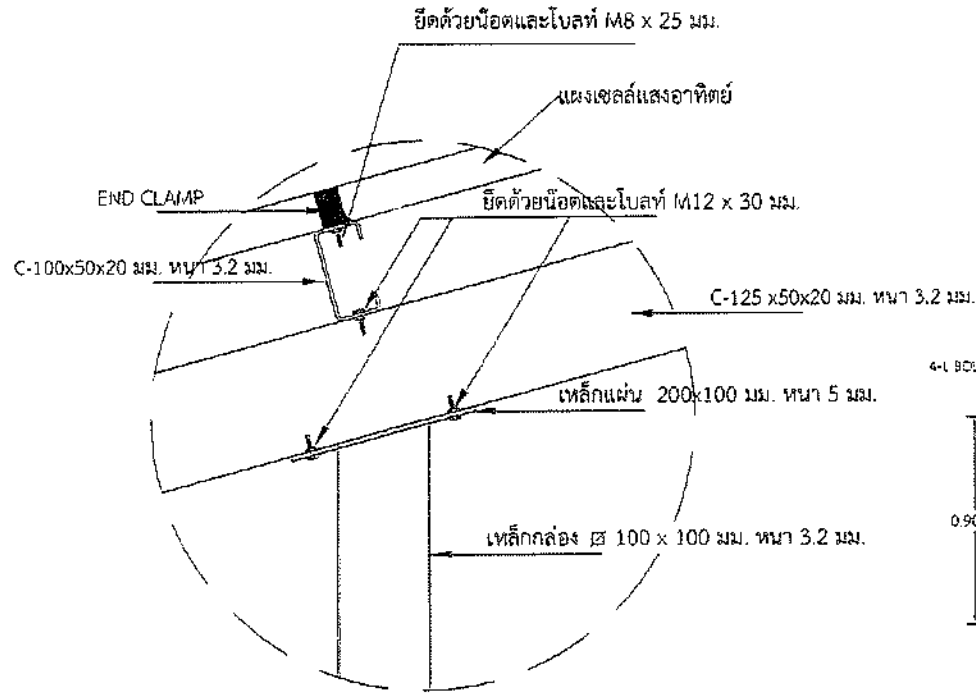 ยึดด้วยน๊อตและโบลท์ M8 x 25 มม.
แผงเซลล์แสงอาทิตย์
END CLAMP
ยึดด้วยน๊อตและโบลท์ M12 x 30 มม.
C-100x50x20 มม. หนา 3.2 มม.
C-125 x50x20 มม. หนา 3.2 มม.
เหล็กแผ่น 200x100 มม. หนา 5 มม.
เหล็กกล่อง 100 x 100 มม. หนา 3.2 มม.
0.90